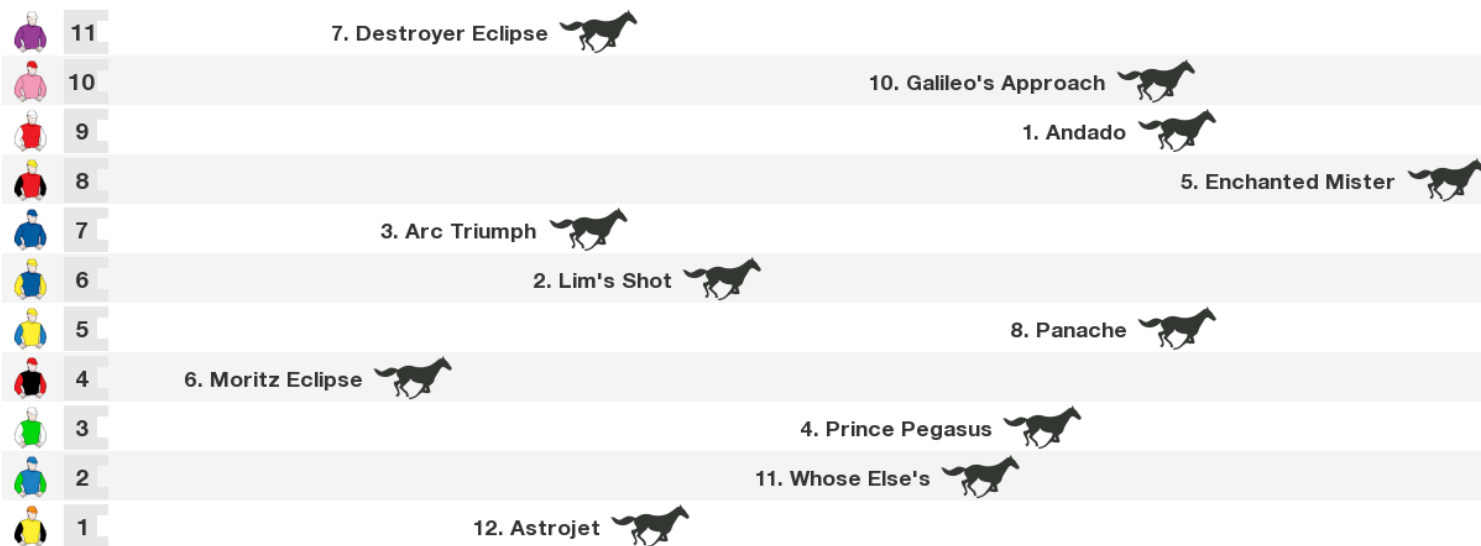 11 7. Destroyer Eclipse
10 10. Galileo's Approach
9 1. Andado
8 5. Enchanted Mister
7 3. Arc Triumph
6 2. Lim's Shot
5 8. Panache
4 6. Moritz Eclipse
3 4. Prince Pegasus
2 11. Whose Else's
1 12. Astrojet